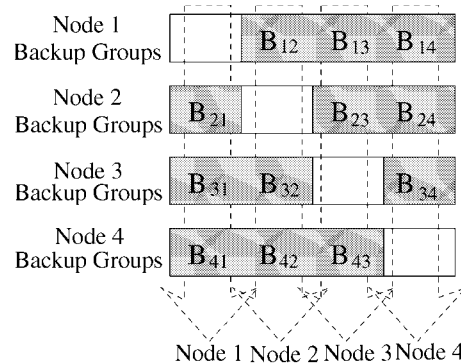 Node 1
Backup Groups
B12 B13 B14
Node 2
Backup Groups
B21 B23 B24
Node 3
Backup Groups
B31 B32 B34
Node 4
Backup Groups
B41 B42 B43
Node 1 Node 2 Node 3 Node 4